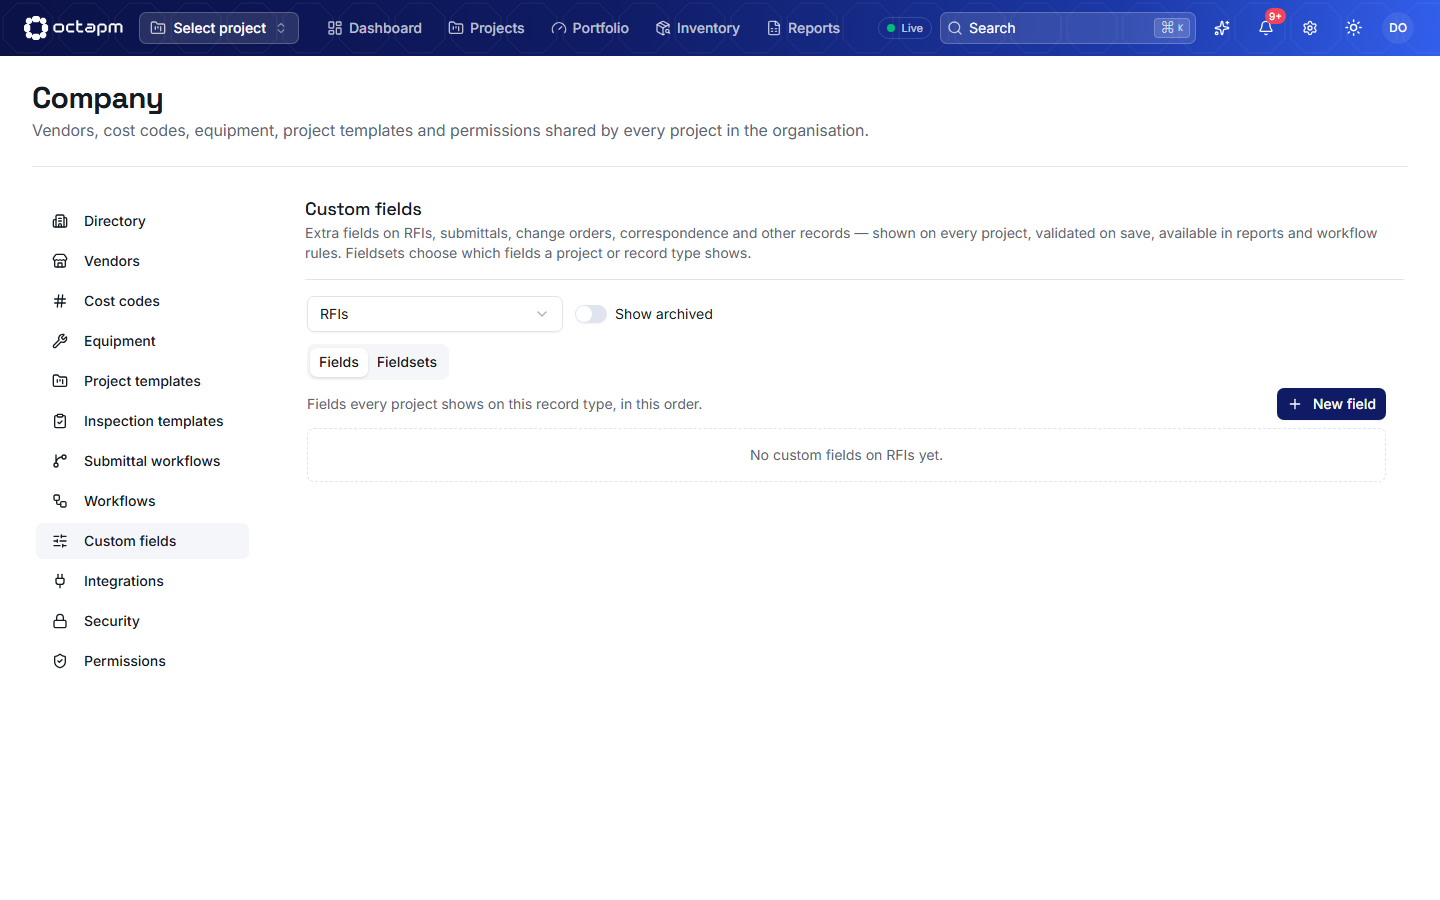 octapm
Select project
Dashboard
Projects
Portfolio
Inventory
Reports
Live
Search
⌘ K
9+
DO
Company
Vendors, cost codes, equipment, project templates and permissions shared by every project in the organisation.
Directory
Vendors
Cost codes
Equipment
Project templates
Inspection templates
Submittal workflows
Workflows
Custom fields
Integrations
Security
Permissions
Custom fields
Extra fields on RFIs, submittals, change orders, correspondence and other records — shown on every project, validated on save, available in reports and workflow
rules. Fieldsets choose which fields a project or record type shows.
RFIs
Show archived
Fields
Fieldsets
Fields every project shows on this record type, in this order.
New field
No custom fields on RFIs yet.